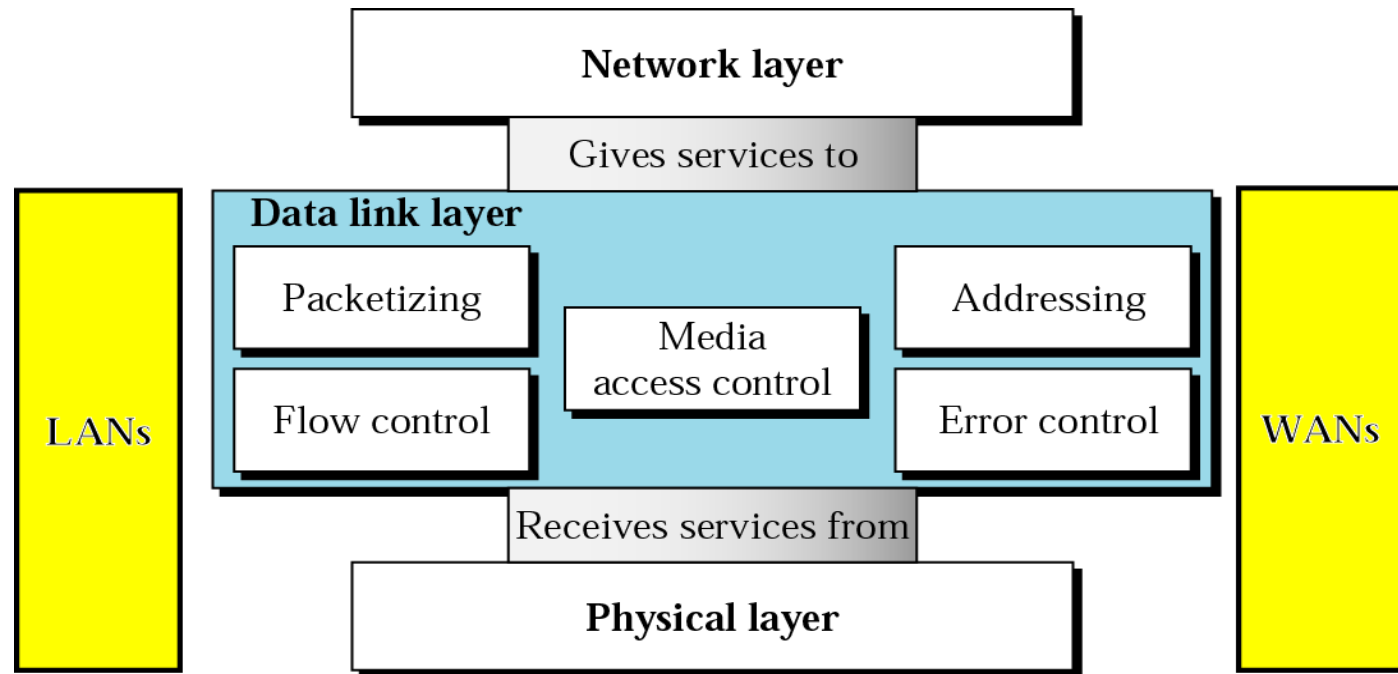 Network layer
Gives services to
Data link layer
Packetizing
Addressing
Media
access control
Flow control
Error control
LANs
WANs
Receives services from
Physical layer